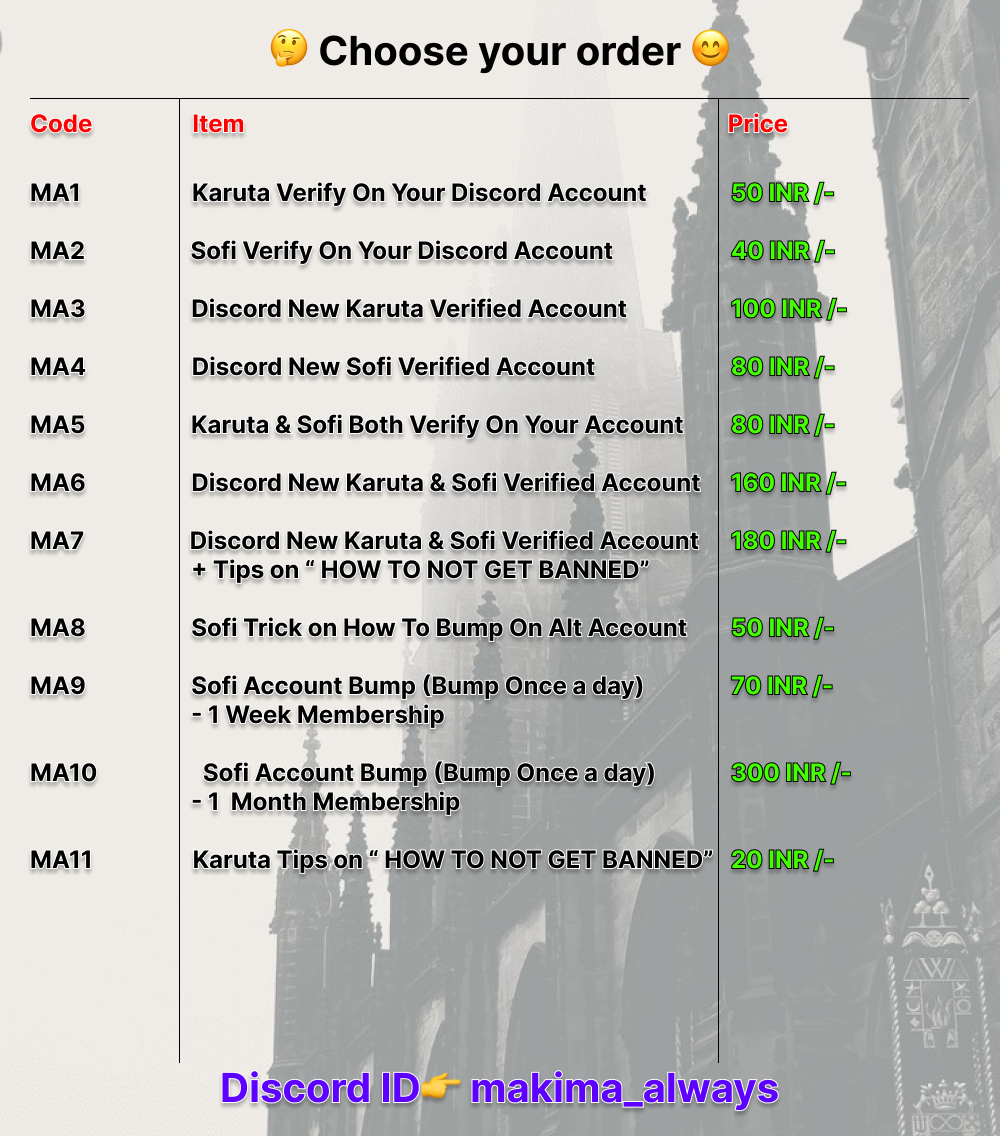 🤔 Choose your order 😊
Code Item Price
MA1 Karuta Verify On Your Discord Account 50 INR /-
MA2 Sofi Verify On Your Discord Account 40 INR /-
MA3 Discord New Karuta Verified Account 100 INR /-
MA4 Discord New Sofi Verified Account 80 INR /-
MA5 Karuta & Sofi Both Verify On Your Account 80 INR /-
MA6 Discord New Karuta & Sofi Verified Account 160 INR /-
MA7 Discord New Karuta & Sofi Verified Account 180 INR /-
+ Tips on “ HOW TO NOT GET BANNED”
MA8 Sofi Trick on How To Bump On Alt Account 50 INR /-
MA9 Sofi Account Bump (Bump Once a day) 70 INR /-
- 1 Week Membership
MA10 Sofi Account Bump (Bump Once a day) 300 INR /-
- 1 Month Membership
MA11 Karuta Tips on “ HOW TO NOT GET BANNED” 20 INR /-
Discord ID👉 makima_always